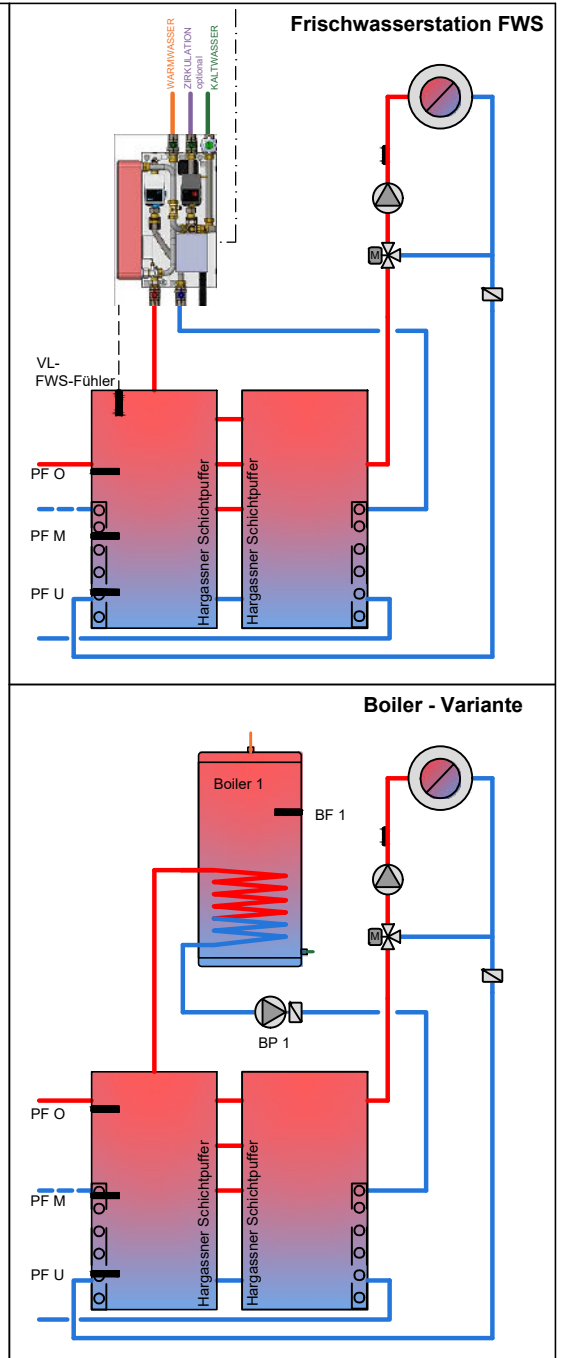 Frischwasserstation FWS
WARMWASSER
ZIRKULATION
optional
KALTWASSER
M
VL-
FWS-Fühler
PF O
PF M
PF U
Hargassner Schichtpuffer
Hargassner Schichtpuffer
Boiler - Variante
Boiler 1
BF 1
M
BP 1
PF O
PF M
PF U
Hargassner Schichtpuffer
Hargassner Schichtpuffer